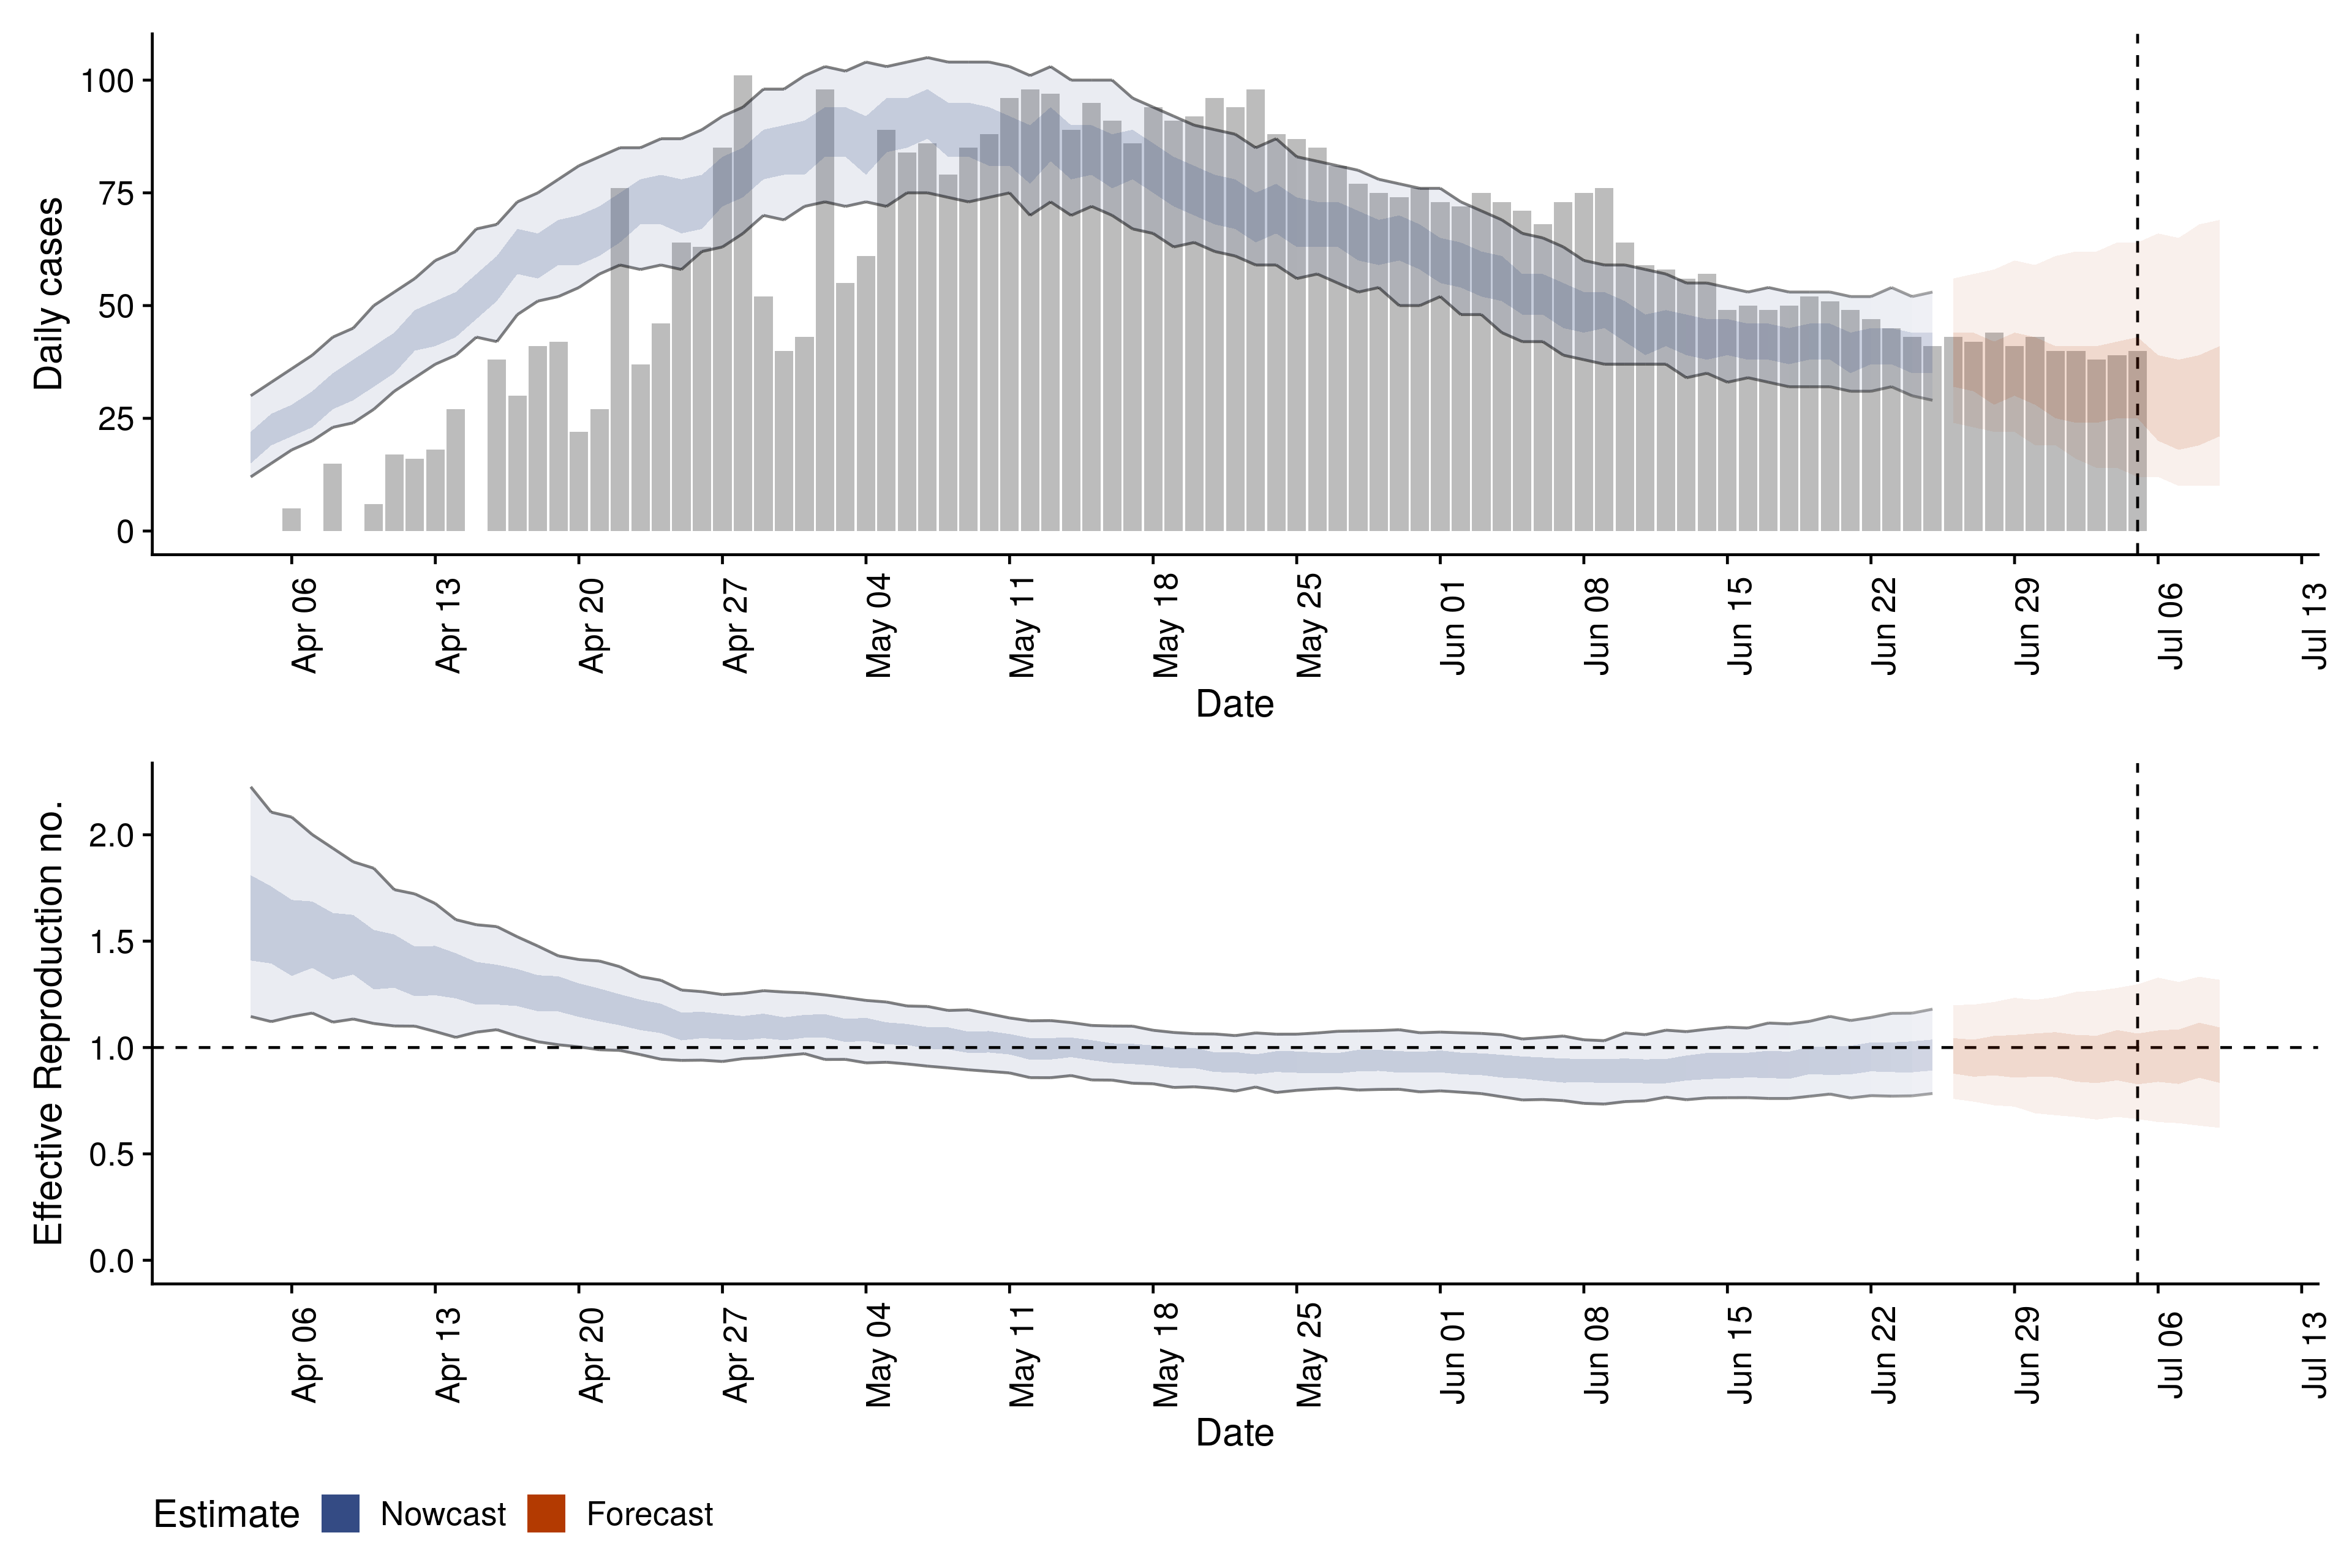 Daily cases
100
75
50
25
0
Apr 06
Apr 13
Apr 20
Apr 27
May 04
May 11
May 18
May 25
Jun 01
Jun 08
Jun 15
Jun 22
Jun 29
Jul 06
Jul 13
Date
Effective Reproduction no.
2.0
1.5
1.0
0.5
0.0
Apr 06
Apr 13
Apr 20
Apr 27
May 04
May 11
May 18
May 25
Jun 01
Jun 08
Jun 15
Jun 22
Jun 29
Jul 06
Jul 13
Date
Estimate Nowcast Forecast